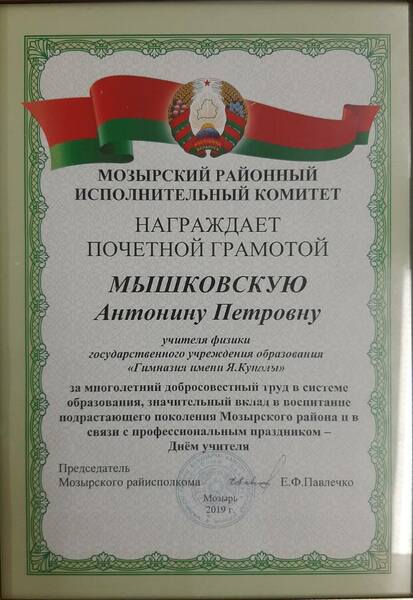 МОЗЫРСКИЙ РАЙОННЫЙ
ИСПОЛНИТЕЛЬНЫЙ КОМИТЕТ
НАГРАЖДАЕТ
ПОЧЕТНОЙ ГРАМОТОЙ
МЫШКОВСКУЮ
Антонину Петровну
учителя физики
государственного учреждения образования
«Гимназия имени Я.Купалы»
за многолетний добросовестный труд в системе
образования, значительный вклад в воспитание
подрастающего поколения Мозырского района и в
связи с профессиональным праздником –
Днём учителя
Председатель
Мозырского райисполкома Е.Ф.Павлечко
Мозырь
2019 г.